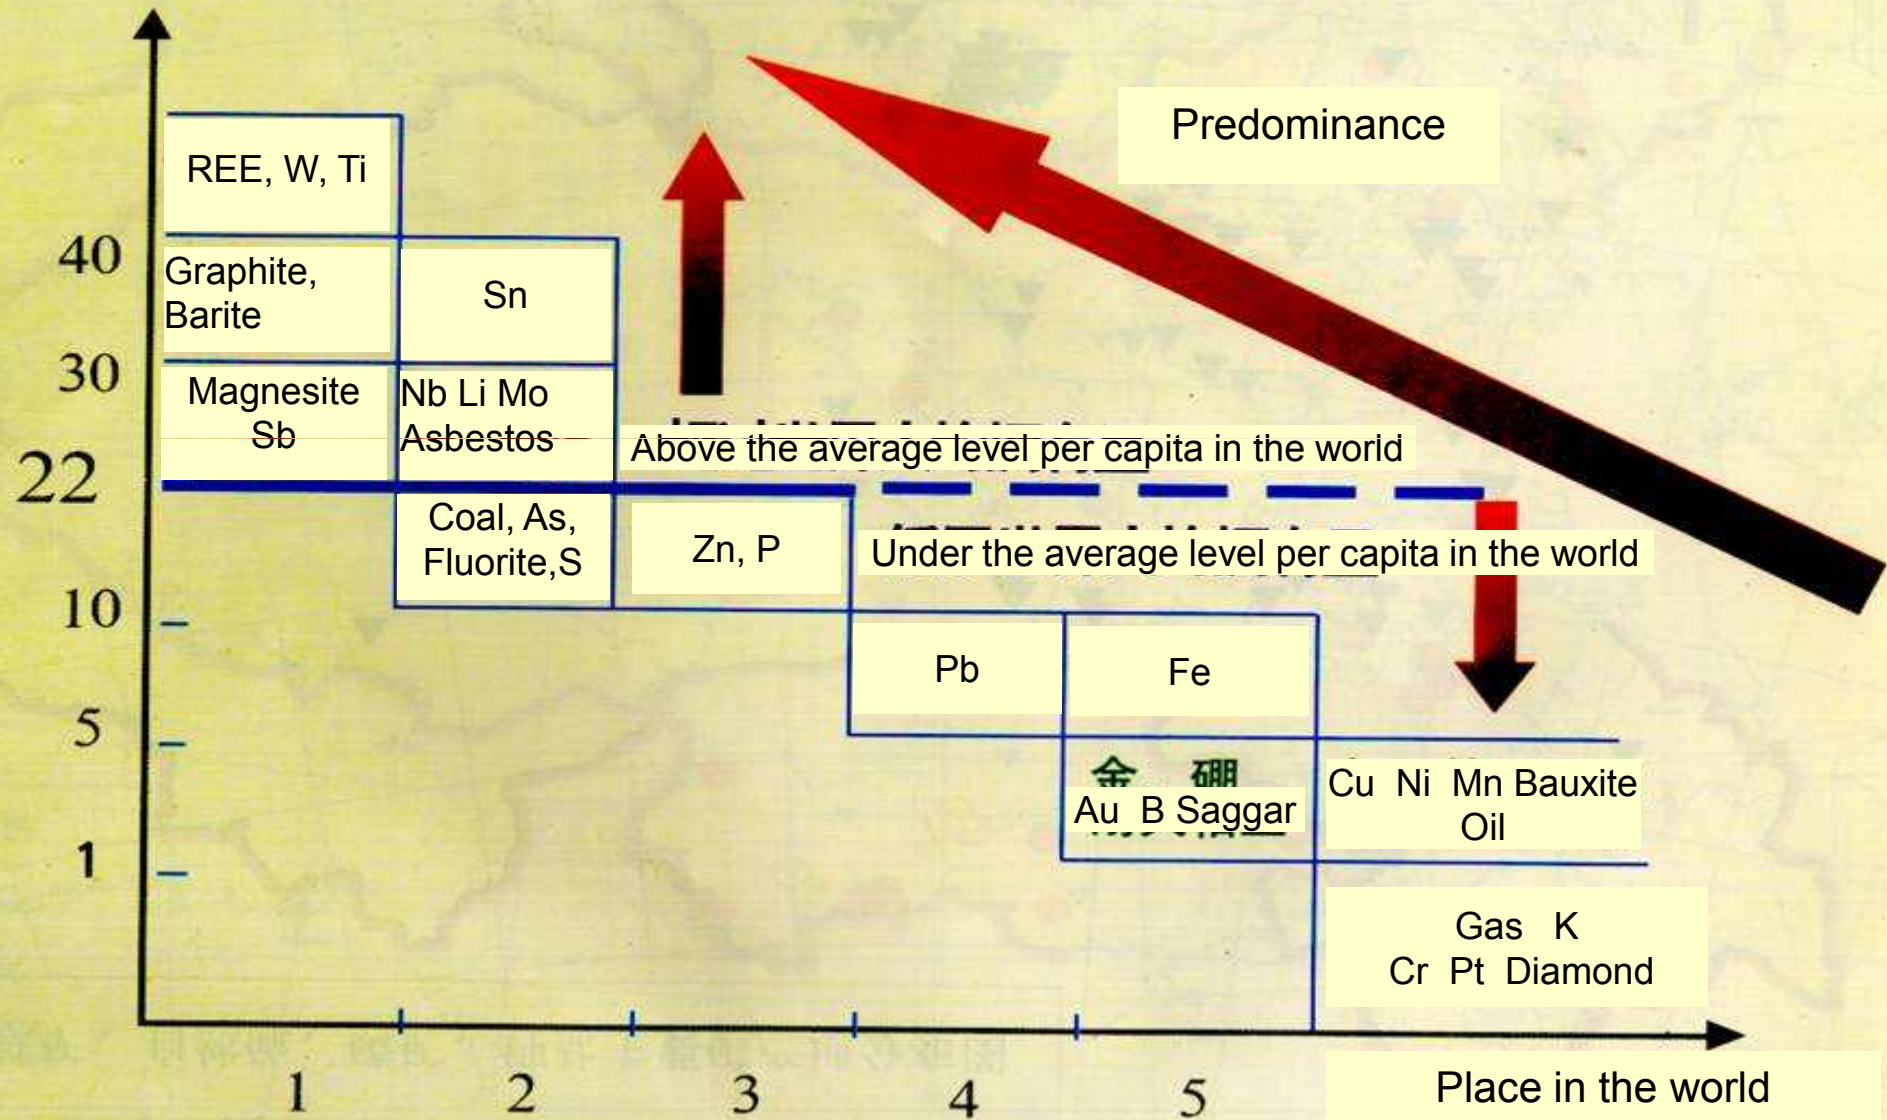 Predominance
REE, W, Ti
40
Graphite,
Barite
Sn
30
Magnesite
Sb
Nb Li Mo
Asbestos
Above the average level per capita in the world
22
Coal, As,
Fluorite,S
Zn, P
Under the average level per capita in the world
10
Pb
Fe
5
金 硼
Au B Saggar
Cu Ni Mn Bauxite
Oil
1
Gas K
Cr Pt Diamond
1 2 3 4 5
Place in the world